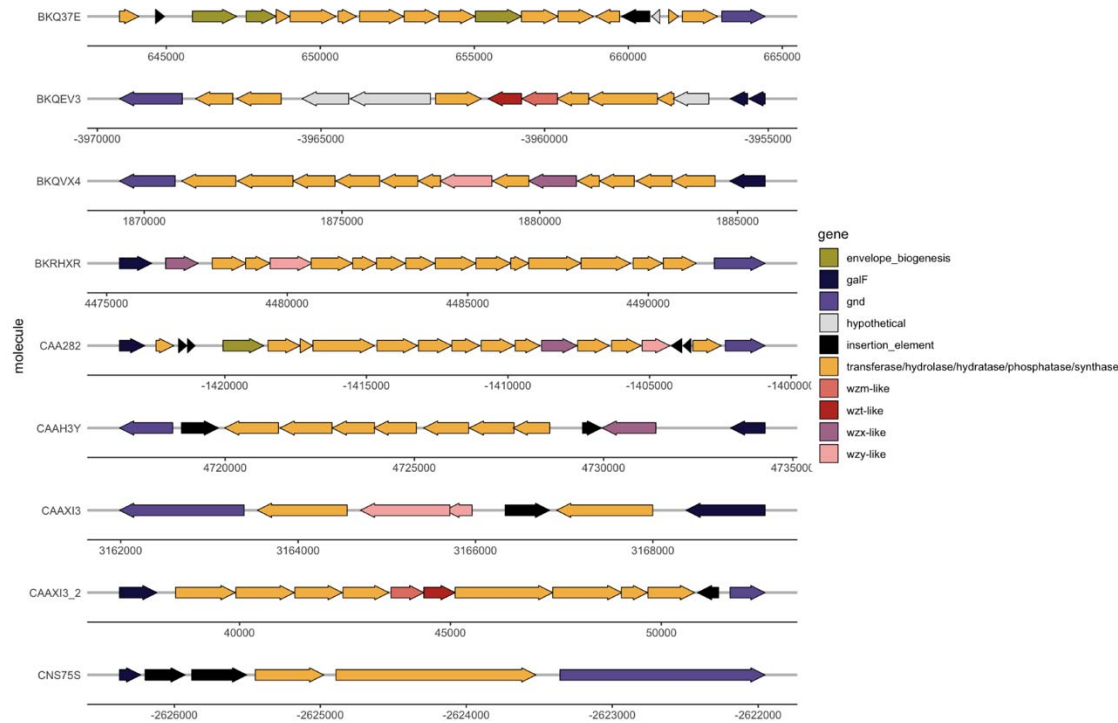 BKQ37E
645000 650000 655000 660000 665000
BKQEV3
-3970000 -3965000 -3960000 -3955000
BKQVX4
1870000 1875000 1880000 1885000
BKRHXR
4475000 4480000 4485000 4490000
molecule
CAA282
-1420000 -1415000 -1410000 -1405000 -1400000
CAAH3Y
4720000 4725000 4730000 4735000
CAAXI3
3162000 3164000 3166000 3168000
CAAXI3_2
40000 45000 50000
CNS75S
-2626000 -2625000 -2624000 -2623000 -2622000
gene
envelope_biogenesis
galF
gnd
hypothetical
insertion_element
transferase/hydrolase/hydratase/phosphatase/synthase
wzm-like
wzt-like
wzx-like
wzy-like